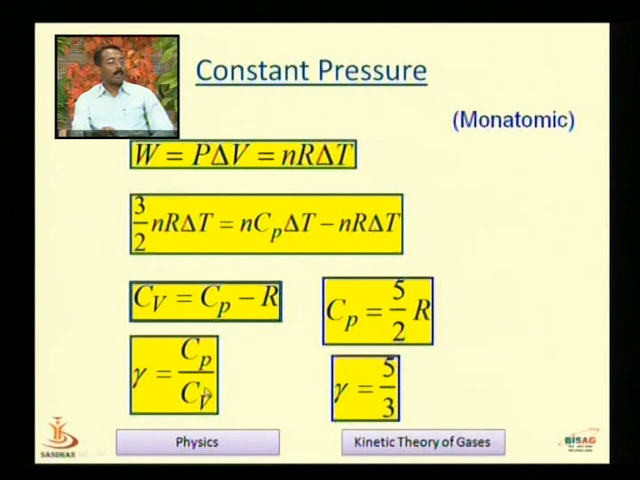 Constant Pressure
(Monatomic)
W = PΔV = nRΔT
3/2 nRΔT = nC_pΔT − nRΔT
C_V = C_p − R
C_p = 5/2 R
γ = C_p/C_V
γ = 5/3
SANDHAN
Physics
Kinetic Theory of Gases
BISAG